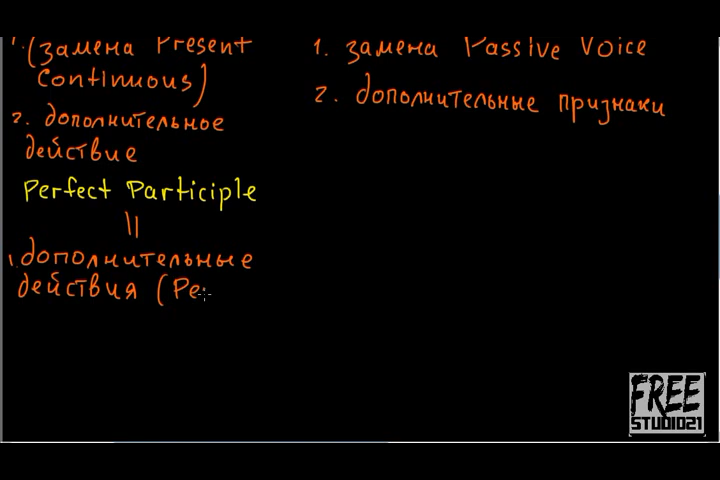 1. (замена Present
Continuous)
2. дополнительное
действие
Perfect Participle
||
1. дополнительные
действия (Pe
1. замена Passive Voice
2. дополнительные признаки
FREE
STUDIO21